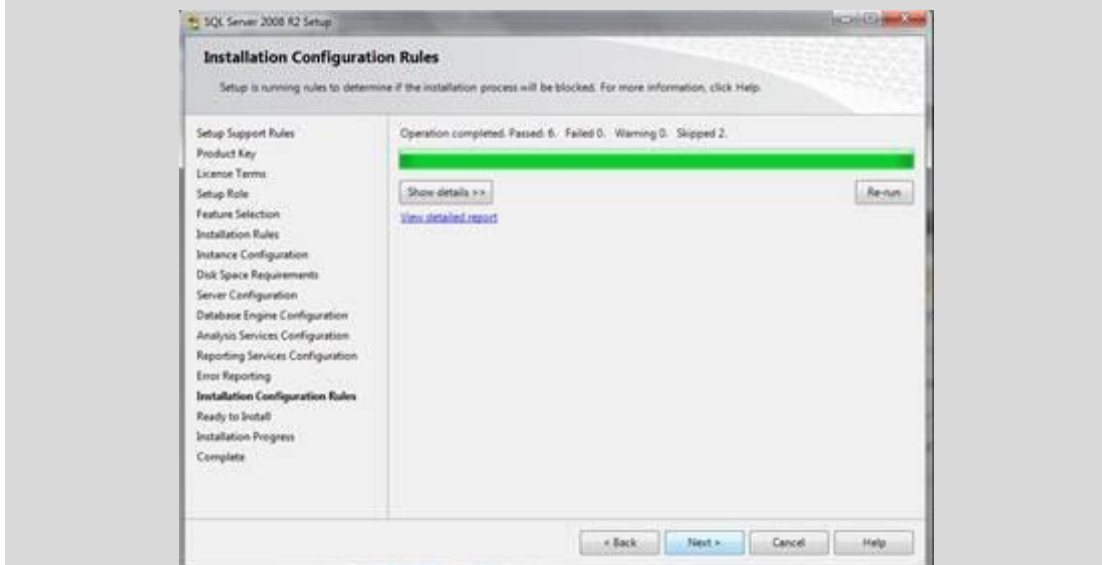 SQL Server 2008 R2 Setup
Installation Configuration Rules
Setup is running rules to determine if the installation process will be blocked. For more information, click Help.
Setup Support Rules
Product Key
License Terms
Setup Role
Feature Selection
Installation Rules
Instance Configuration
Disk Space Requirements
Server Configuration
Database Engine Configuration
Analysis Services Configuration
Reporting Services Configuration
Error Reporting
Installation Configuration Rules
Ready to Install
Installation Progress
Complete
Operation completed. Passed: 6. Failed 0. Warning 0. Skipped 2.
Show details >>
Re-run
View detailed report
< Back
Next >
Cancel
Help